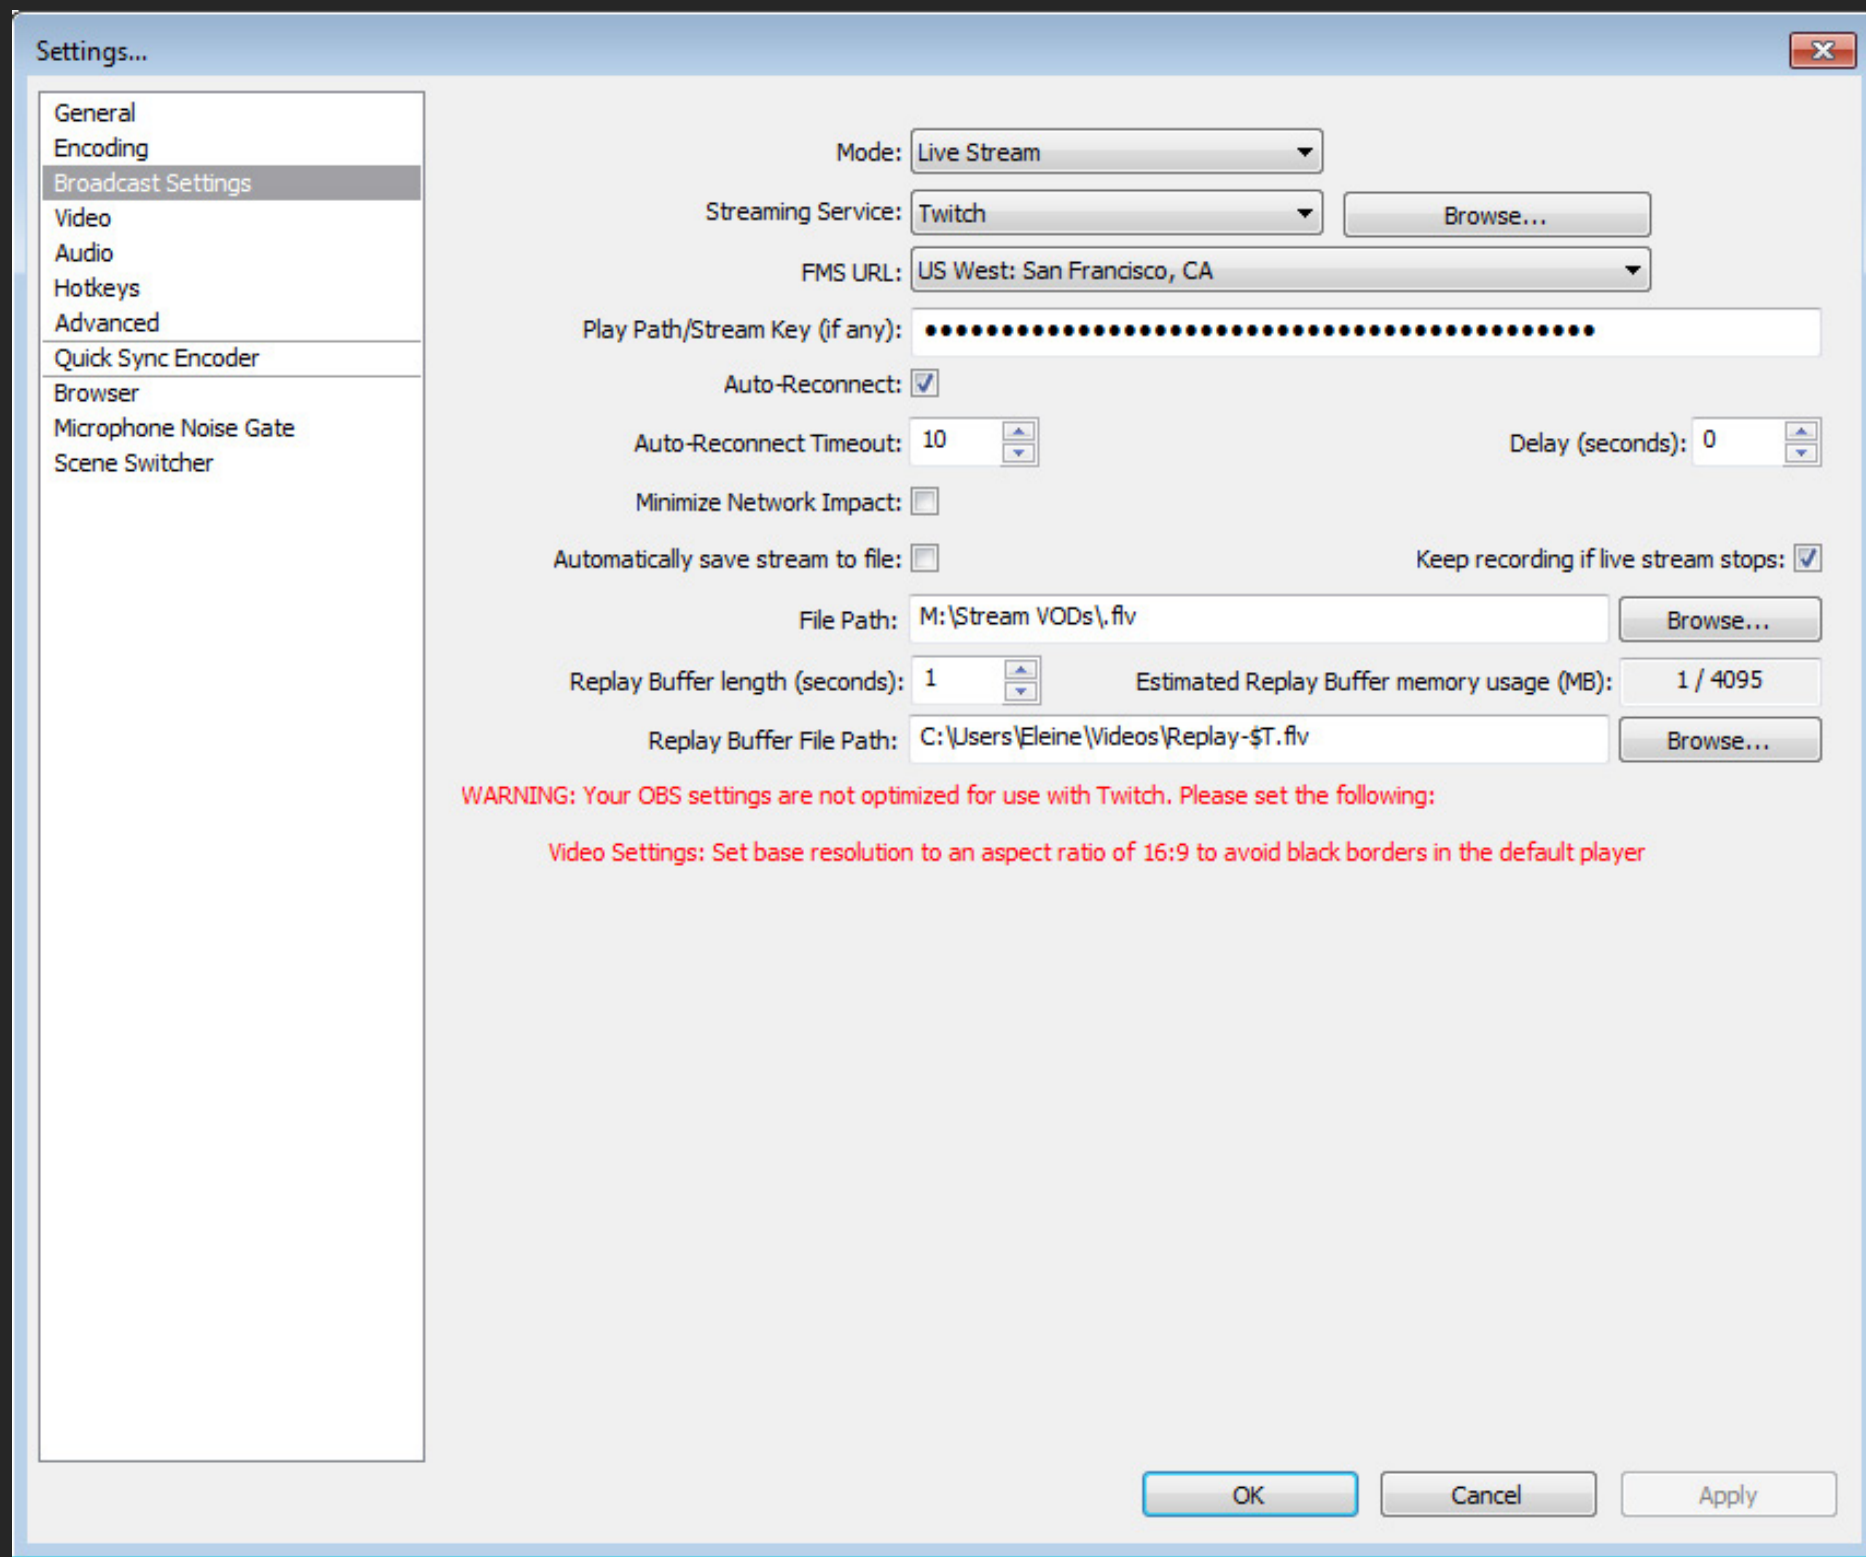 Settings...
General
Encoding
Broadcast Settings
Video
Audio
Hotkeys
Advanced
Quick Sync Encoder
Browser
Microphone Noise Gate
Scene Switcher
Mode: Live Stream
Streaming Service: Twitch Browse...
FMS URL: US West: San Francisco, CA
Play Path/Stream Key (if any): ••••••••••••••••••••••••••••••••••••••••••••
Auto-Reconnect:
Auto-Reconnect Timeout: 10 Delay (seconds): 0
Minimize Network Impact:
Automatically save stream to file: Keep recording if live stream stops:
File Path: M:\Stream VODs\.flv Browse...
Replay Buffer length (seconds): 1 Estimated Replay Buffer memory usage (MB): 1 / 4095
Replay Buffer File Path: C:\Users\Eleine\Videos\Replay-$T.flv Browse...
WARNING: Your OBS settings are not optimized for use with Twitch. Please set the following:
Video Settings: Set base resolution to an aspect ratio of 16:9 to avoid black borders in the default player
OK Cancel Apply